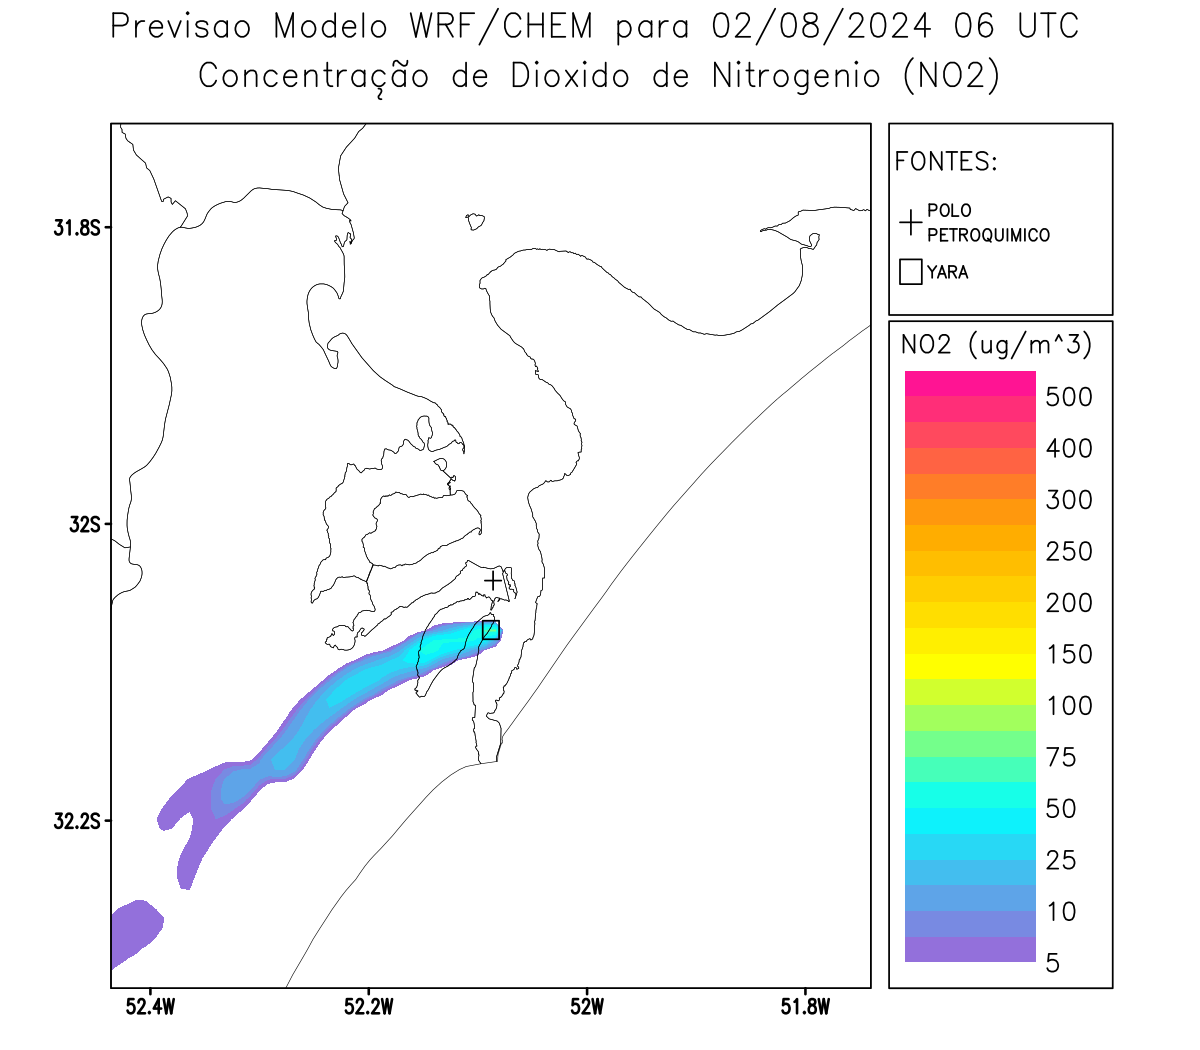 Previsao Modelo WRF/CHEM para 02/08/2024 06 UTC
Concentração de Dioxido de Nitrogenio (NO2)
FONTES:
POLO
PETROQUIMICO
YARA
31.8S
32S
32.2S
52.4W
52.2W
52W
51.8W
NO2 (ug/m^3)
500
400
300
250
200
150
100
75
50
25
10
5